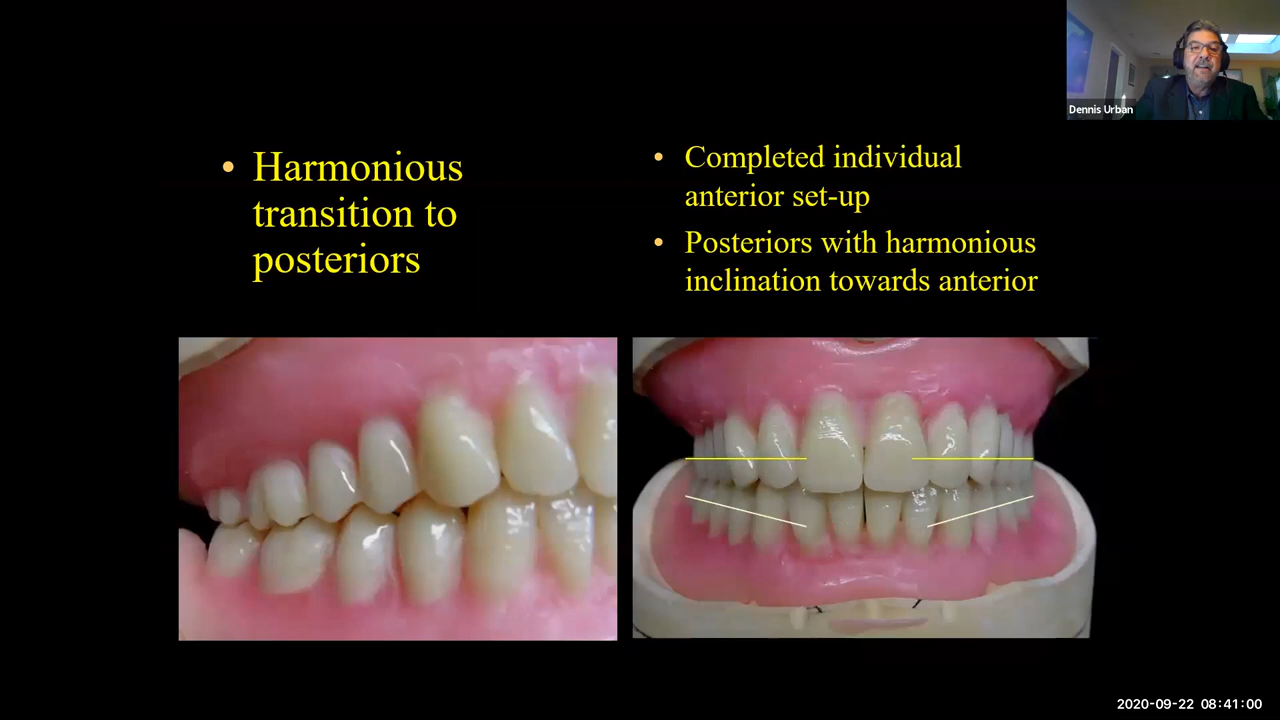 Dennis Urban
• Harmonious
transition to
posteriors
• Completed individual
anterior set-up
• Posteriors with harmonious
inclination towards anterior
2020-09-22 08:41:00